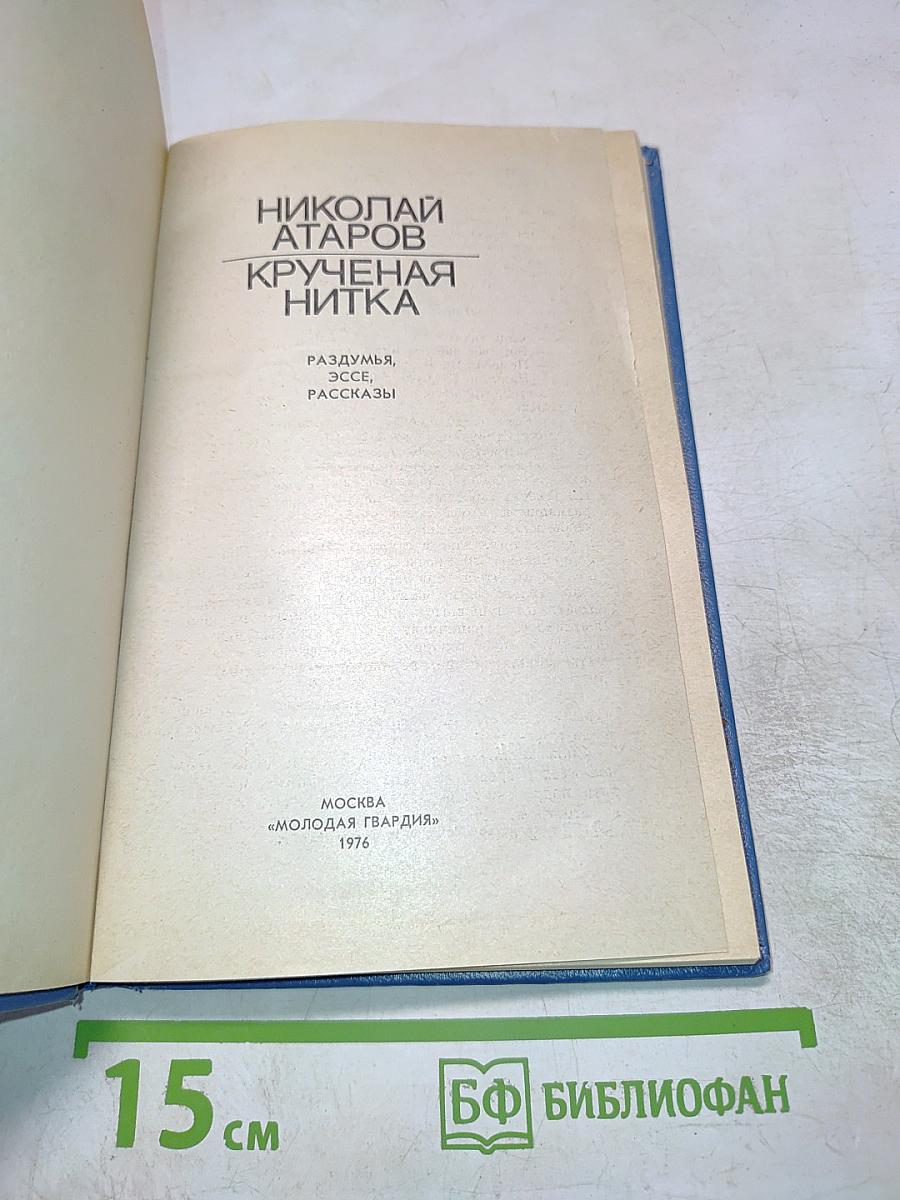 НИКОЛАЙ
АТАРОВ
КРУЧЕНАЯ
НИТКА
РАЗДУМЬЯ,
ЭССЕ,
РАССКАЗЫ
МОСКВА
«МОЛОДАЯ ГВАРДИЯ»
1976
15 см
БФ БИБЛИОФАН